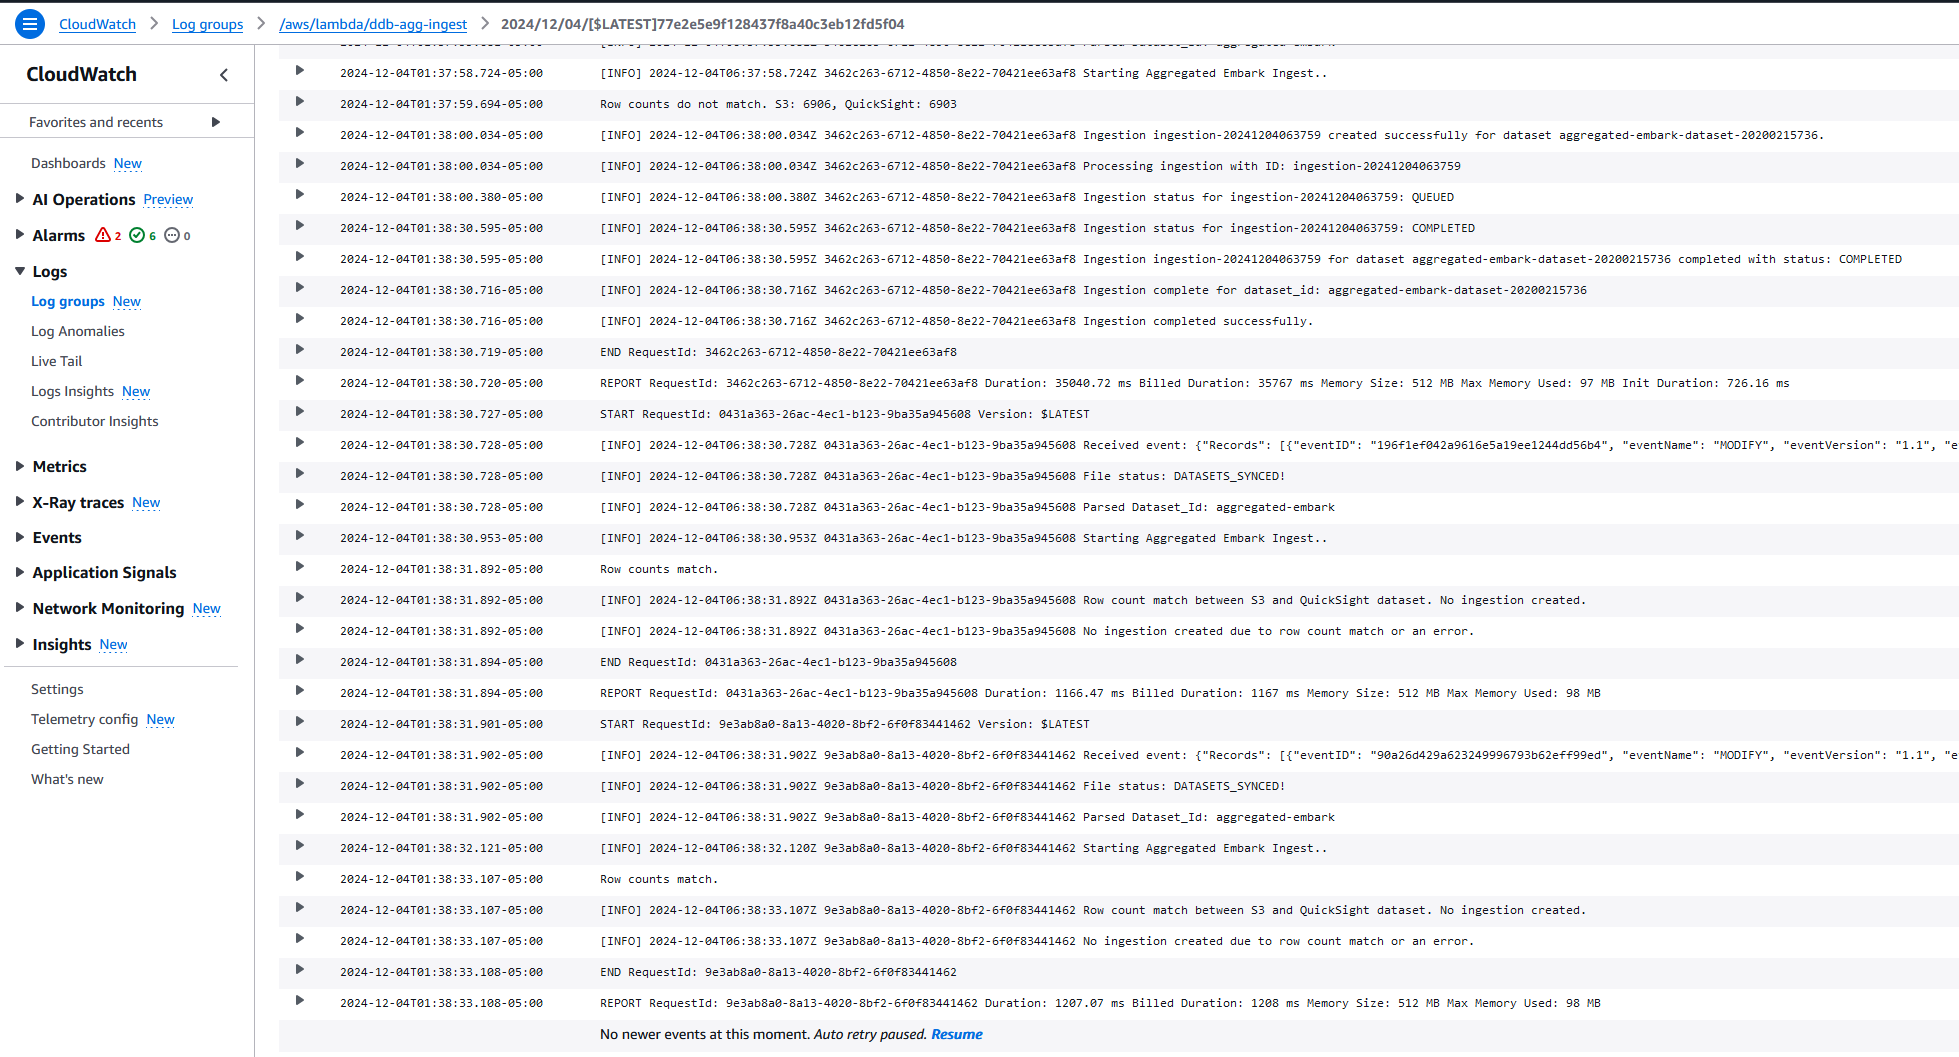 CloudWatch > Log groups > /aws/lambda/ddb-agg-ingest > 2024/12/04/[$LATEST]77e2e5e9f128437f8a40c3eb12fd5f04
CloudWatch
Favorites and recents
Dashboards New
AI Operations Preview
Alarms 2 6 0
Logs
Log groups New
Log Anomalies
Live Tail
Logs Insights New
Contributor Insights
Metrics
X-Ray traces New
Events
Application Signals
Network Monitoring New
Insights New
Settings
Telemetry config New
Getting Started
What's new
2024-12-04T01:37:58.724-05:00 [INFO] 2024-12-04T06:37:58.724Z 3462c263-6712-4850-8e22-70421ee63af8 Starting Aggregated Embark Ingest..
2024-12-04T01:37:59.694-05:00 Row counts do not match. S3: 6906, QuickSight: 6903
2024-12-04T01:38:00.034-05:00 [INFO] 2024-12-04T06:38:00.034Z 3462c263-6712-4850-8e22-70421ee63af8 Ingestion ingestion-20241204063759 created successfully for dataset aggregated-embark-dataset-20200215736.
2024-12-04T01:38:00.034-05:00 [INFO] 2024-12-04T06:38:00.034Z 3462c263-6712-4850-8e22-70421ee63af8 Processing ingestion with ID: ingestion-20241204063759
2024-12-04T01:38:00.380-05:00 [INFO] 2024-12-04T06:38:00.380Z 3462c263-6712-4850-8e22-70421ee63af8 Ingestion status for ingestion-20241204063759: QUEUED
2024-12-04T01:38:30.595-05:00 [INFO] 2024-12-04T06:38:30.595Z 3462c263-6712-4850-8e22-70421ee63af8 Ingestion status for ingestion-20241204063759: COMPLETED
2024-12-04T01:38:30.595-05:00 [INFO] 2024-12-04T06:38:30.595Z 3462c263-6712-4850-8e22-70421ee63af8 Ingestion ingestion-20241204063759 for dataset aggregated-embark-dataset-20200215736 completed with status: COMPLETED
2024-12-04T01:38:30.716-05:00 [INFO] 2024-12-04T06:38:30.716Z 3462c263-6712-4850-8e22-70421ee63af8 Ingestion complete for dataset_id: aggregated-embark-dataset-20200215736
2024-12-04T01:38:30.716-05:00 [INFO] 2024-12-04T06:38:30.716Z 3462c263-6712-4850-8e22-70421ee63af8 Ingestion completed successfully.
2024-12-04T01:38:30.719-05:00 END RequestId: 3462c263-6712-4850-8e22-70421ee63af8
2024-12-04T01:38:30.720-05:00 REPORT RequestId: 3462c263-6712-4850-8e22-70421ee63af8 Duration: 35040.72 ms Billed Duration: 35767 ms Memory Size: 512 MB Max Memory Used: 97 MB Init Duration: 726.16 ms
2024-12-04T01:38:30.727-05:00 START RequestId: 0431a363-26ac-4ec1-b123-9ba35a945608 Version: $LATEST
2024-12-04T01:38:30.728-05:00 [INFO] 2024-12-04T06:38:30.728Z 0431a363-26ac-4ec1-b123-9ba35a945608 Received event: {"Records": [{"eventID": "196f1ef042a9616e5a19ee1244dd56b4", "eventName": "MODIFY", "eventVersion": "1.1", "e
2024-12-04T01:38:30.728-05:00 [INFO] 2024-12-04T06:38:30.728Z 0431a363-26ac-4ec1-b123-9ba35a945608 File status: DATASETS_SYNCED!
2024-12-04T01:38:30.728-05:00 [INFO] 2024-12-04T06:38:30.728Z 0431a363-26ac-4ec1-b123-9ba35a945608 Parsed Dataset_Id: aggregated-embark
2024-12-04T01:38:30.953-05:00 [INFO] 2024-12-04T06:38:30.953Z 0431a363-26ac-4ec1-b123-9ba35a945608 Starting Aggregated Embark Ingest..
2024-12-04T01:38:31.892-05:00 Row counts match.
2024-12-04T01:38:31.892-05:00 [INFO] 2024-12-04T06:38:31.892Z 0431a363-26ac-4ec1-b123-9ba35a945608 Row count match between S3 and QuickSight dataset. No ingestion created.
2024-12-04T01:38:31.892-05:00 [INFO] 2024-12-04T06:38:31.892Z 0431a363-26ac-4ec1-b123-9ba35a945608 No ingestion created due to row count match or an error.
2024-12-04T01:38:31.894-05:00 END RequestId: 0431a363-26ac-4ec1-b123-9ba35a945608
2024-12-04T01:38:31.894-05:00 REPORT RequestId: 0431a363-26ac-4ec1-b123-9ba35a945608 Duration: 1166.47 ms Billed Duration: 1167 ms Memory Size: 512 MB Max Memory Used: 98 MB
2024-12-04T01:38:31.901-05:00 START RequestId: 9e3ab8a0-8a13-4020-8bf2-6f0f83441462 Version: $LATEST
2024-12-04T01:38:31.902-05:00 [INFO] 2024-12-04T06:38:31.902Z 9e3ab8a0-8a13-4020-8bf2-6f0f83441462 Received event: {"Records": [{"eventID": "90a26d429a623249996793b62eff99ed", "eventName": "MODIFY", "eventVersion": "1.1", "e
2024-12-04T01:38:31.902-05:00 [INFO] 2024-12-04T06:38:31.902Z 9e3ab8a0-8a13-4020-8bf2-6f0f83441462 File status: DATASETS_SYNCED!
2024-12-04T01:38:31.902-05:00 [INFO] 2024-12-04T06:38:31.902Z 9e3ab8a0-8a13-4020-8bf2-6f0f83441462 Parsed Dataset_Id: aggregated-embark
2024-12-04T01:38:32.121-05:00 [INFO] 2024-12-04T06:38:32.120Z 9e3ab8a0-8a13-4020-8bf2-6f0f83441462 Starting Aggregated Embark Ingest..
2024-12-04T01:38:33.107-05:00 Row counts match.
2024-12-04T01:38:33.107-05:00 [INFO] 2024-12-04T06:38:33.107Z 9e3ab8a0-8a13-4020-8bf2-6f0f83441462 Row count match between S3 and QuickSight dataset. No ingestion created.
2024-12-04T01:38:33.107-05:00 [INFO] 2024-12-04T06:38:33.107Z 9e3ab8a0-8a13-4020-8bf2-6f0f83441462 No ingestion created due to row count match or an error.
2024-12-04T01:38:33.108-05:00 END RequestId: 9e3ab8a0-8a13-4020-8bf2-6f0f83441462
2024-12-04T01:38:33.108-05:00 REPORT RequestId: 9e3ab8a0-8a13-4020-8bf2-6f0f83441462 Duration: 1207.07 ms Billed Duration: 1208 ms Memory Size: 512 MB Max Memory Used: 98 MB
No newer events at this moment. Auto retry paused. Resume